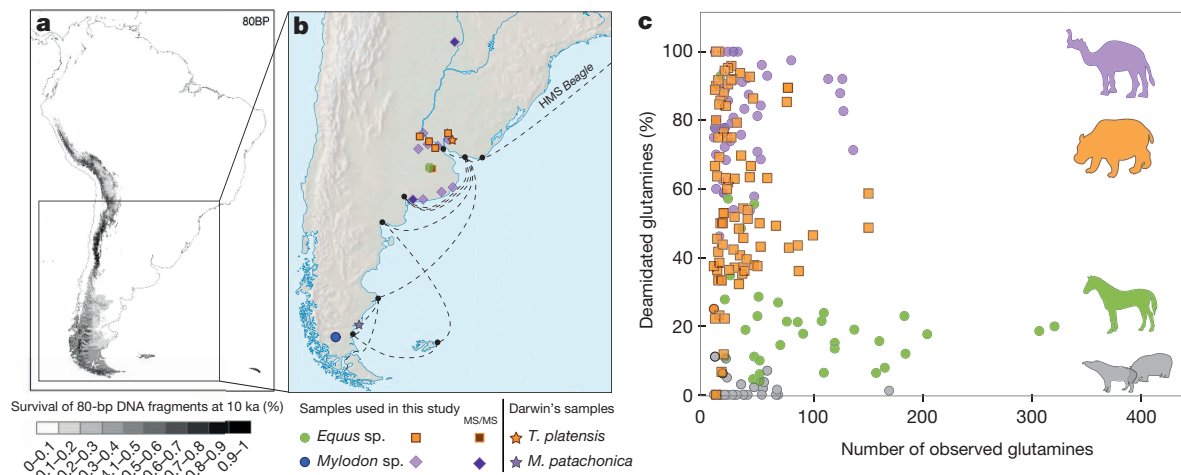 a
80BP
b
HMS Beagle
c
Deamidated glutamines (%)
100
80
60
40
20
0
0
100
200
300
400
Number of observed glutamines
Survival of 80-bp DNA fragments at 10 ka (%)
0–0.1
0.1–0.2
0.2–0.3
0.3–0.4
0.4–0.5
0.5–0.6
0.6–0.7
0.7–0.8
0.8–0.9
0.9–1
Samples used in this study
MS/MS
Equus sp.
Mylodon sp.
Darwin's samples
T. platensis
M. patachonica